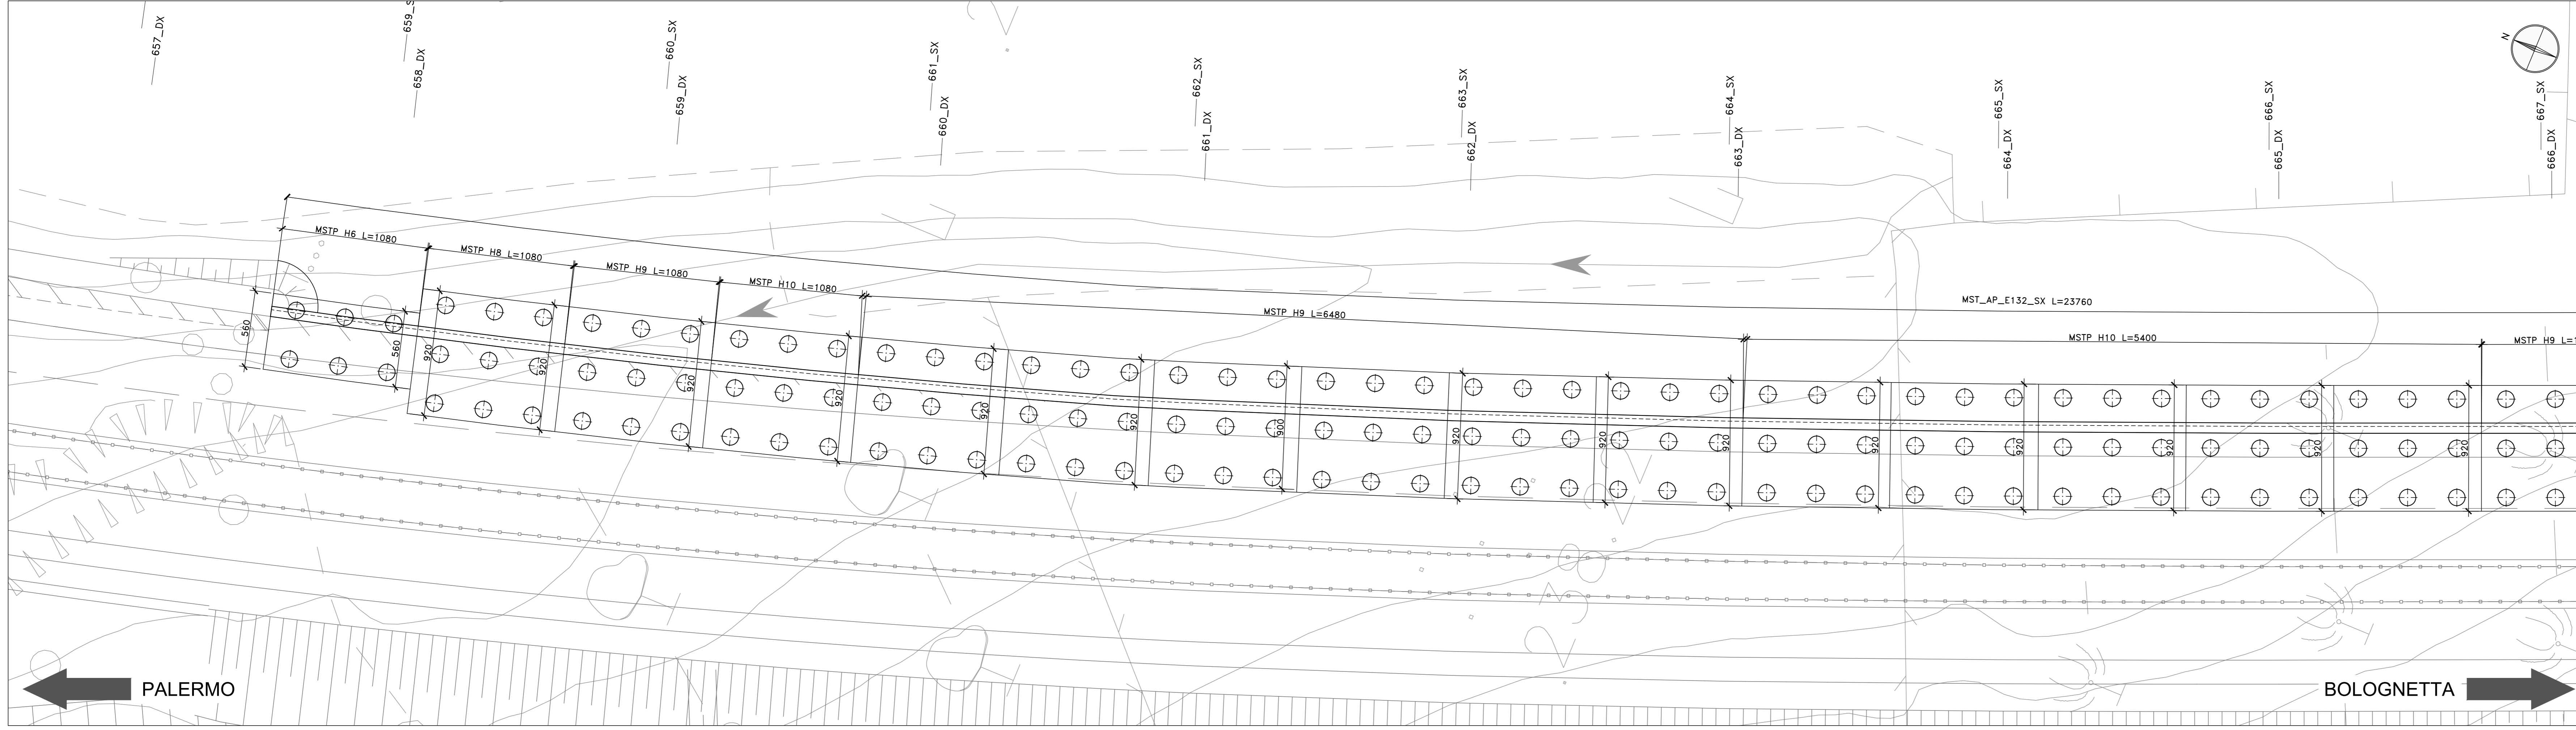 657_DX
658_DX
660_SX
659_DX
661_SX
660_DX
662_SX
661_DX
663_SX
662_DX
664_SX
663_DX
665_SX
664_DX
666_SX
665_DX
667_SX
666_DX
N
MSTP H6 L=1080
MSTP H8 L=1080
MSTP H9 L=1080
MSTP H10 L=1080
MSTP H9 L=6480
MST_AP_E132_SX L=23760
MSTP H10 L=5400
560
560
920
920
920
920
920
920
900
920
920
920
920
920
920
920
920
PALERMO
BOLOGNETTA